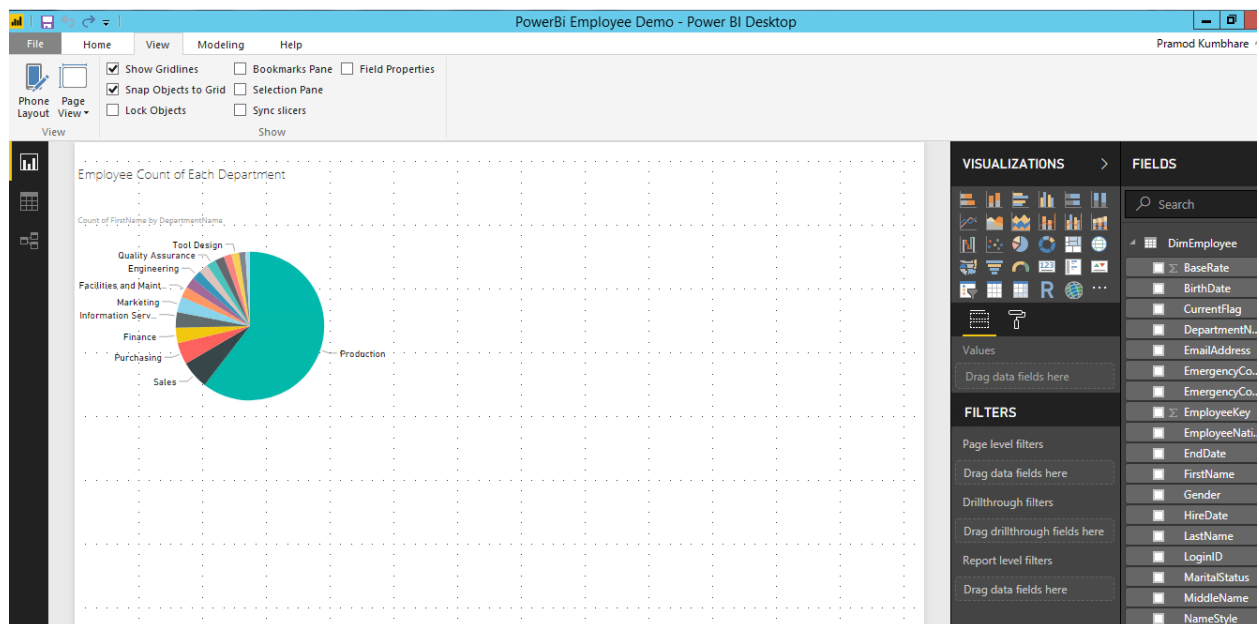 PowerBi Employee Demo - Power BI Desktop
File Home View Modeling Help
Pramod Kumbhare
Show Gridlines
Snap Objects to Grid
Lock Objects
Bookmarks Pane
Selection Pane
Sync slicers
Field Properties
Phone Layout
Page View
View
Show
Employee Count of Each Department
Count of FirstName by DepartmentName
Tool Design
Quality Assurance
Engineering
Facilities and Maint...
Marketing
Information Serv...
Finance
Purchasing
Sales
Production
VISUALIZATIONS
123
R
Values
Drag data fields here
FILTERS
Page level filters
Drag data fields here
Drillthrough filters
Drag drillthrough fields here
Report level filters
Drag data fields here
FIELDS
Search
DimEmployee
Σ BaseRate
BirthDate
CurrentFlag
DepartmentN...
EmailAddress
EmergencyCo...
EmergencyCo...
Σ EmployeeKey
EmployeeNati...
EndDate
FirstName
Gender
HireDate
LastName
LoginID
MaritalStatus
MiddleName
NameStyle